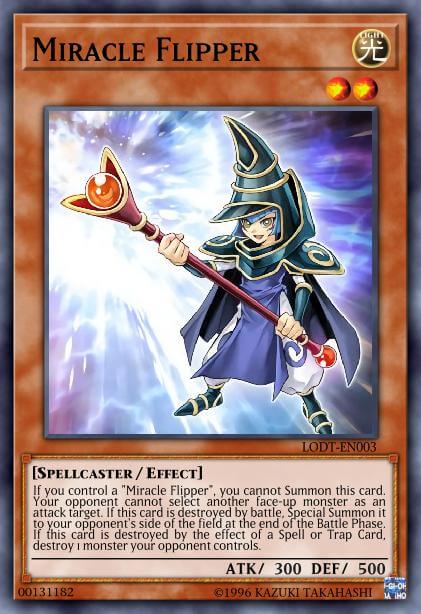 Miracle Flipper
LIGHT
光
LODT-EN003
[Spellcaster / Effect]
If you control a "Miracle Flipper", you cannot Summon this card.
Your opponent cannot select another face-up monster as an
attack target. If this card is destroyed by battle, Special Summon it
to your opponent's side of the field at the end of the Battle Phase.
If this card is destroyed by the effect of a Spell or Trap Card,
destroy 1 monster your opponent controls.
ATK/ 300 DEF/ 500
00131182
©1996 KAZUKI TAKAHASHI